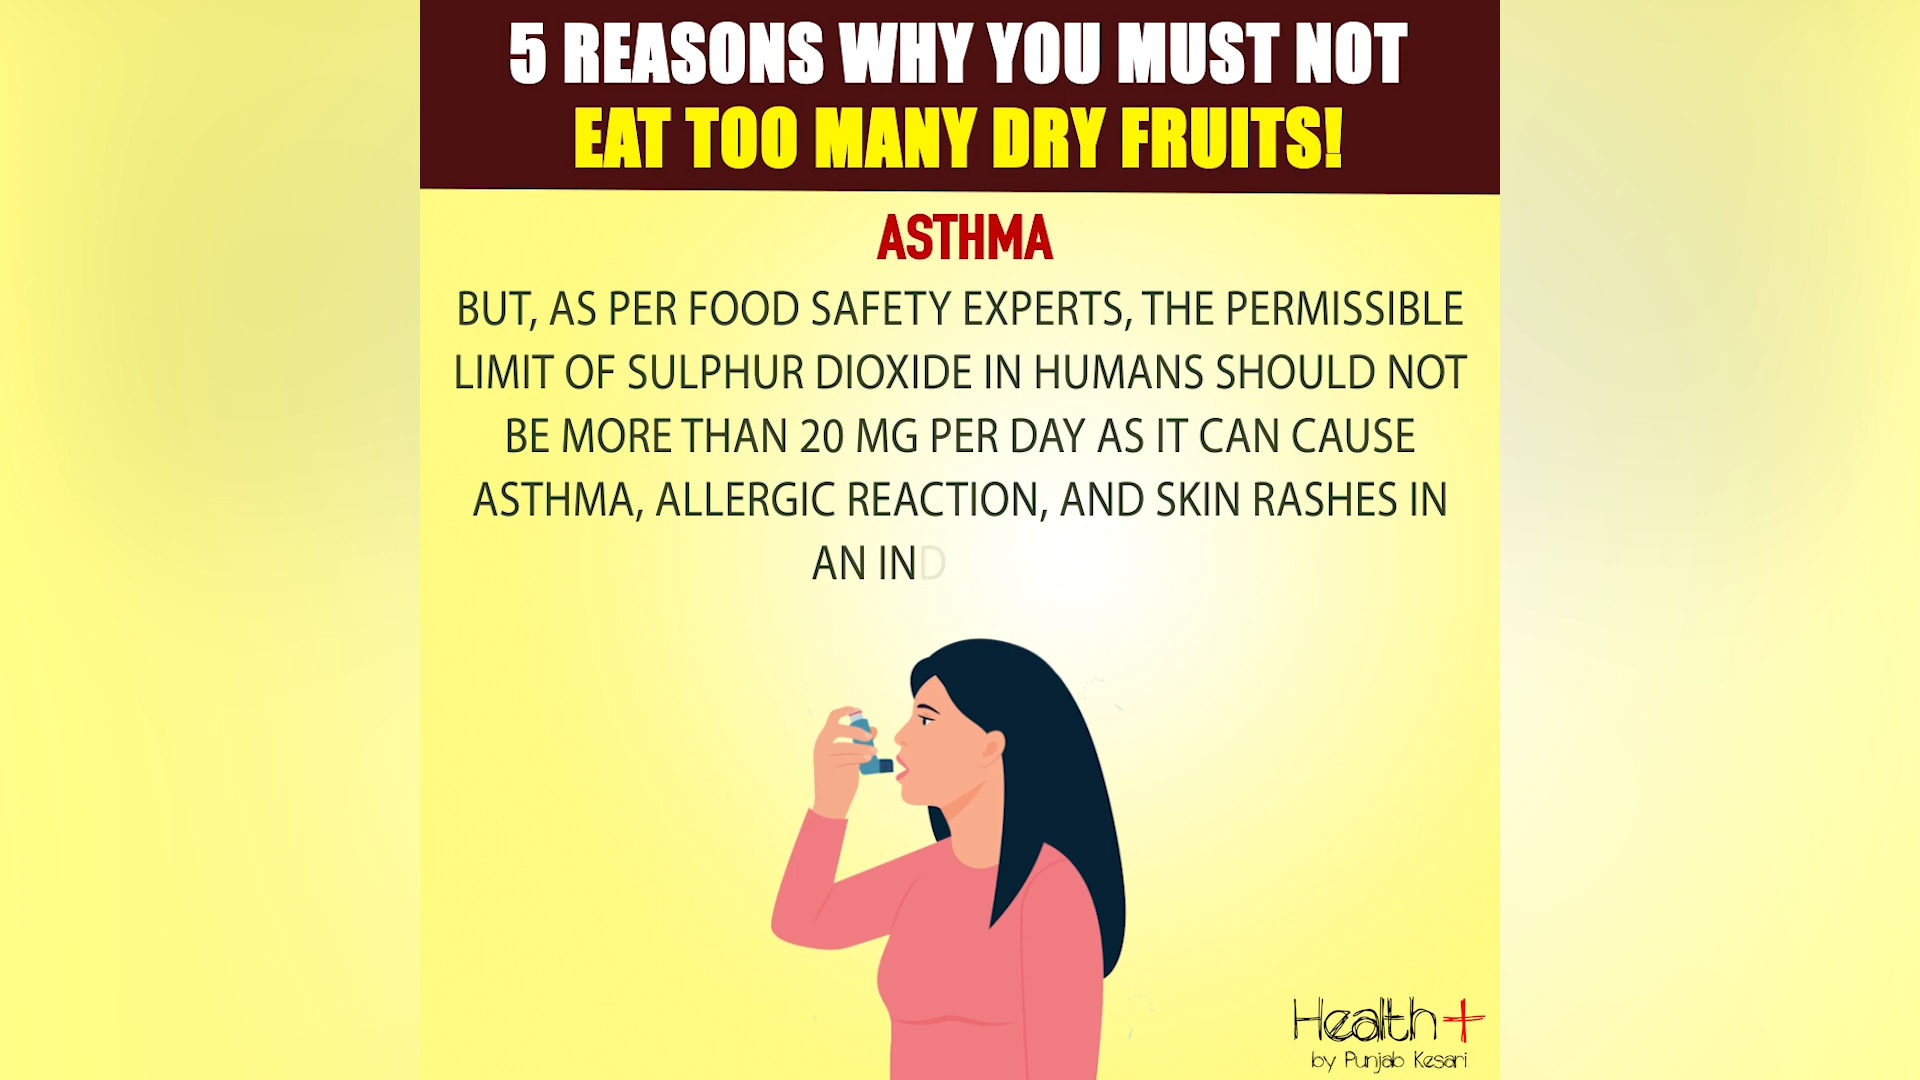 5 REASONS WHY YOU MUST NOT
EAT TOO MANY DRY FRUITS!
ASTHMA
BUT, AS PER FOOD SAFETY EXPERTS, THE PERMISSIBLE
LIMIT OF SULPHUR DIOXIDE IN HUMANS SHOULD NOT
BE MORE THAN 20 MG PER DAY AS IT CAN CAUSE
ASTHMA, ALLERGIC REACTION, AND SKIN RASHES IN
AN IND
Health+
by Punjab Kesari